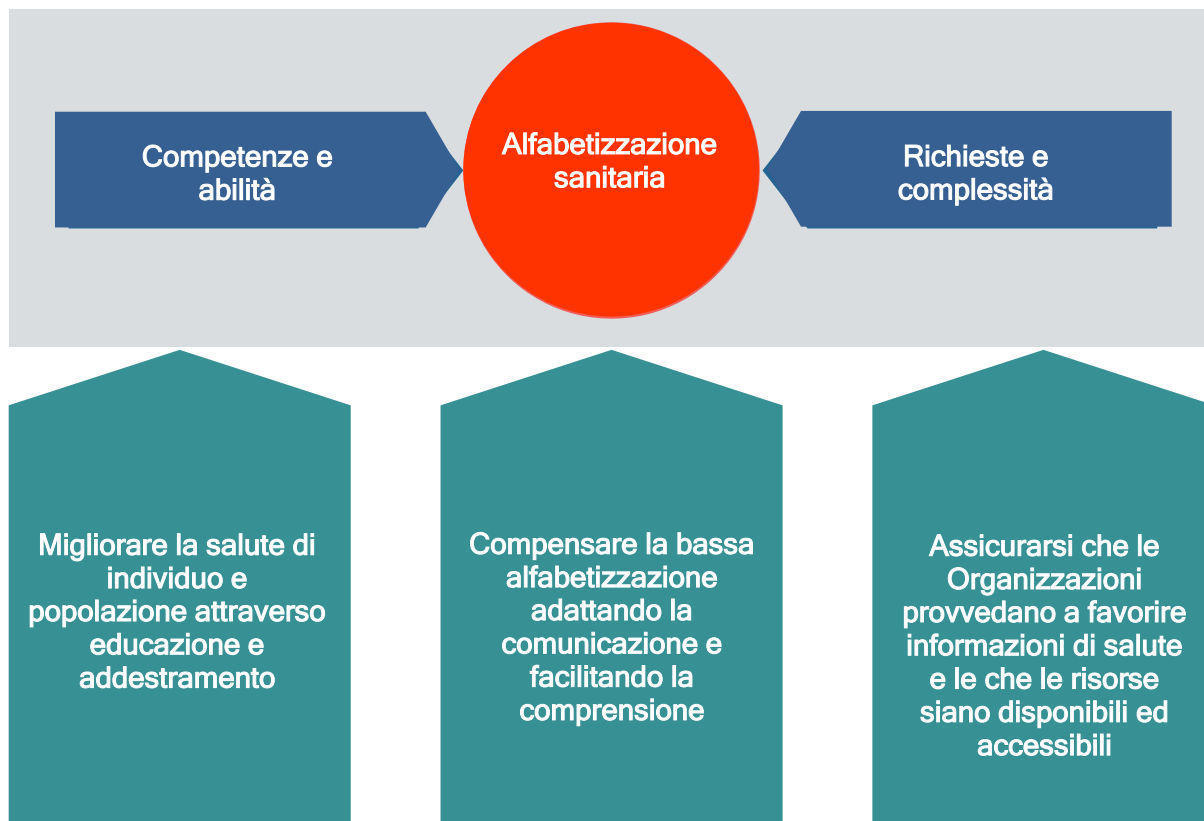 Competenze e
abilità
Alfabetizzazione
sanitaria
Richieste e
complessità
Migliorare la salute di
individuo e
popolazione attraverso
educazione e
addestramento
Compensare la bassa
alfabetizzazione
adattando la
comunicazione e
facilitando la
comprensione
Assicurarsi che le
Organizzazioni
provvedano a favorire
informazioni di salute
e le che le risorse
siano disponibili ed
accessibili